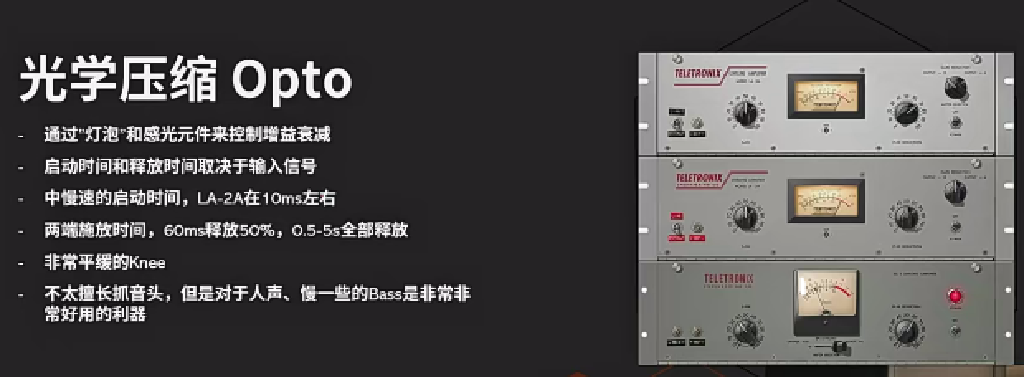 光学压缩 Opto
- 通过"灯泡"和感光元件来控制增益衰减
- 启动时间和释放时间取决于输入信号
- 中慢速的启动时间，LA-2A在10ms左右
- 两端施放时间，60ms释放50%，0.5-5s全部释放
- 非常平缓的Knee
- 不太擅长抓音头，但是对于人声、慢一些的Bass是非常非
常好用的利器
TELETRONIX
TELETRONIX
TELETRONIX